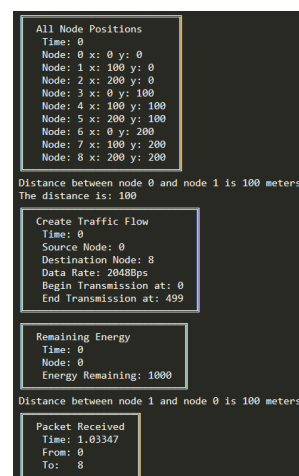 All Node Positions
Time: 0
Node: 0 x: 0 y: 0
Node: 1 x: 100 y: 0
Node: 2 x: 200 y: 0
Node: 3 x: 0 y: 100
Node: 4 x: 100 y: 100
Node: 5 x: 200 y: 100
Node: 6 x: 0 y: 200
Node: 7 x: 100 y: 200
Node: 8 x: 200 y: 200
Distance between node 0 and node 1 is 100 meters
The distance is: 100
Create Traffic Flow
Time: 0
Source Node: 0
Destination Node: 8
Data Rate: 2048Bps
Begin Transmission at: 0
End Transmission at: 499
Remaining Energy
Time: 0
Node: 0
Energy Remaining: 1000
Distance between node 1 and node 0 is 100 meters
Packet Received
Time: 1.03347
From: 0
To: 8